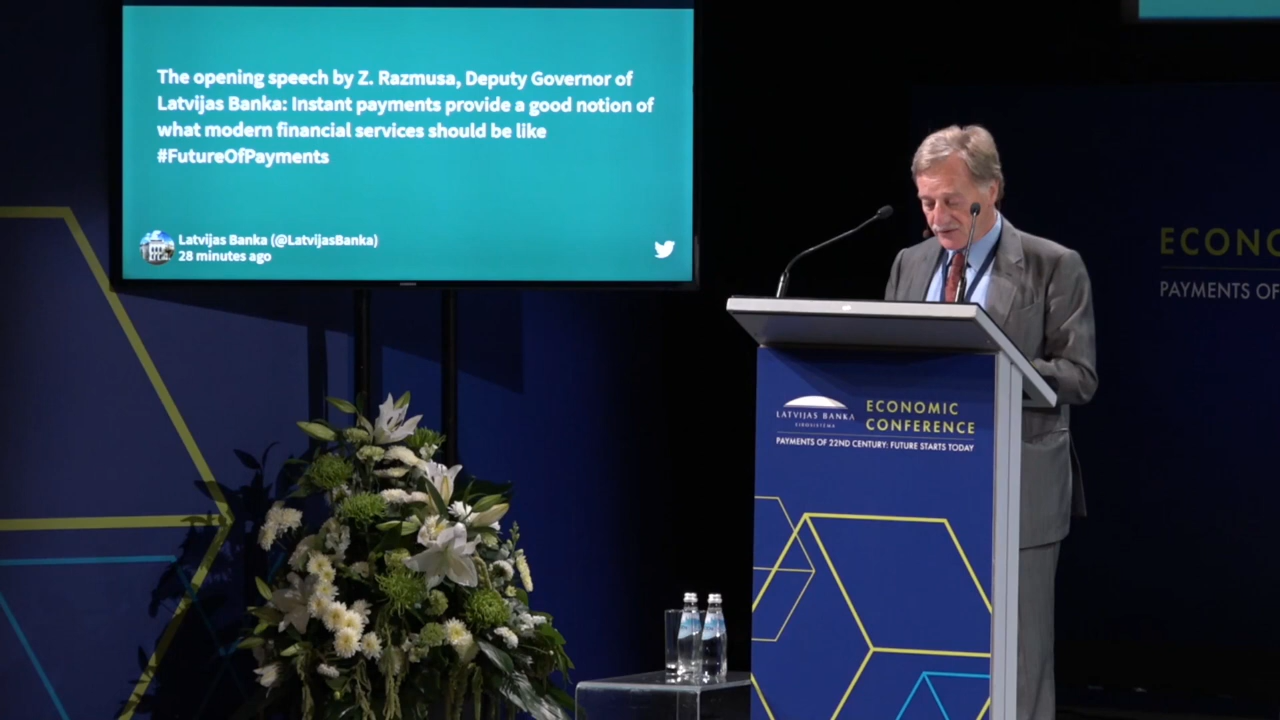 The opening speech by Z. Razmusa, Deputy Governor of
Latvijas Banka: Instant payments provide a good notion of
what modern financial services should be like
#FutureOfPayments
Latvijas Banka (@LatvijasBanka)
28 minutes ago
ECONO
PAYMENTS OF
LATVIJAS BANKA
EIROSISTĒMA
ECONOMIC
CONFERENCE
PAYMENTS OF 22ND CENTURY: FUTURE STARTS TODAY